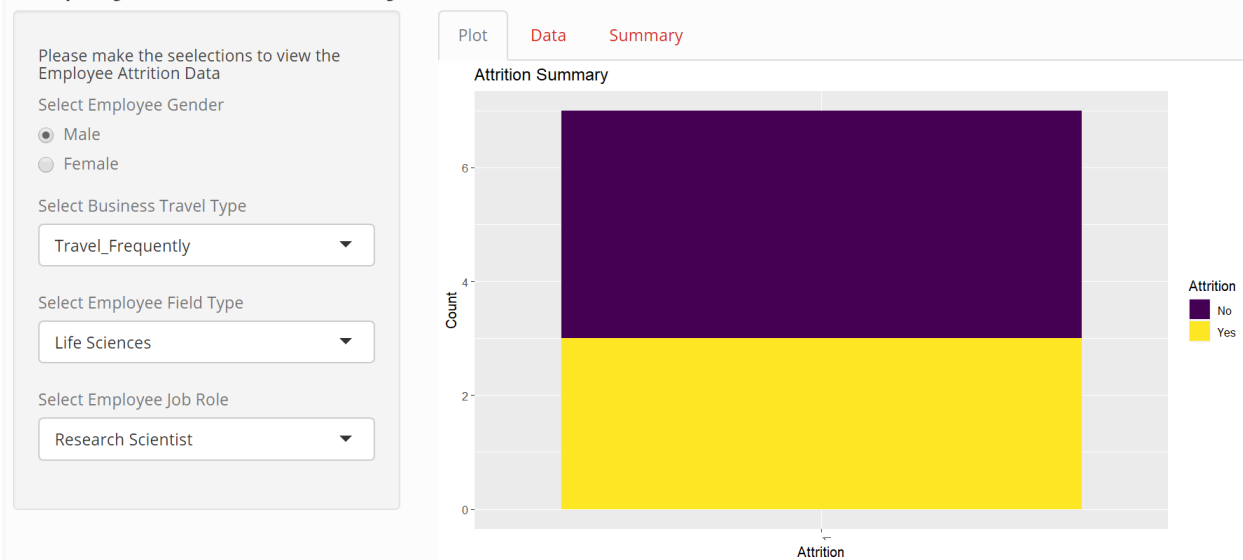 Please make the seelections to view the
Employee Attrition Data
Select Employee Gender
Male
Female
Select Business Travel Type
Travel_Frequently
Select Employee Field Type
Life Sciences
Select Employee Job Role
Research Scientist
Plot Data Summary
Attrition Summary
6
4
2
0
Count
1
Attrition
Attrition
No
Yes